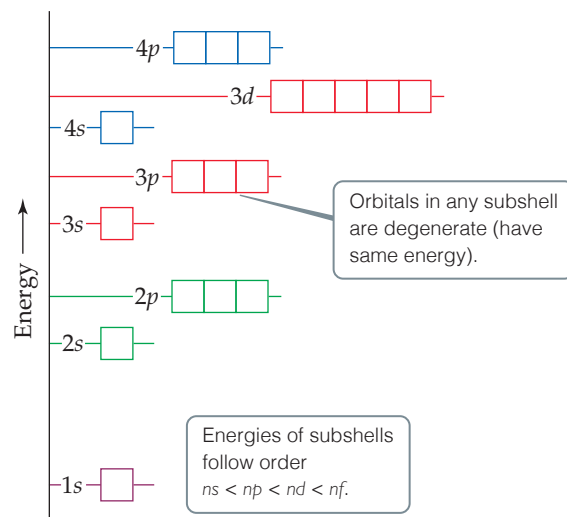 4p
3d
4s
3p
Orbitals in any subshell
are degenerate (have
same energy).
3s
Energy
2p
2s
Energies of subshells
follow order
ns < np < nd < nf.
1s